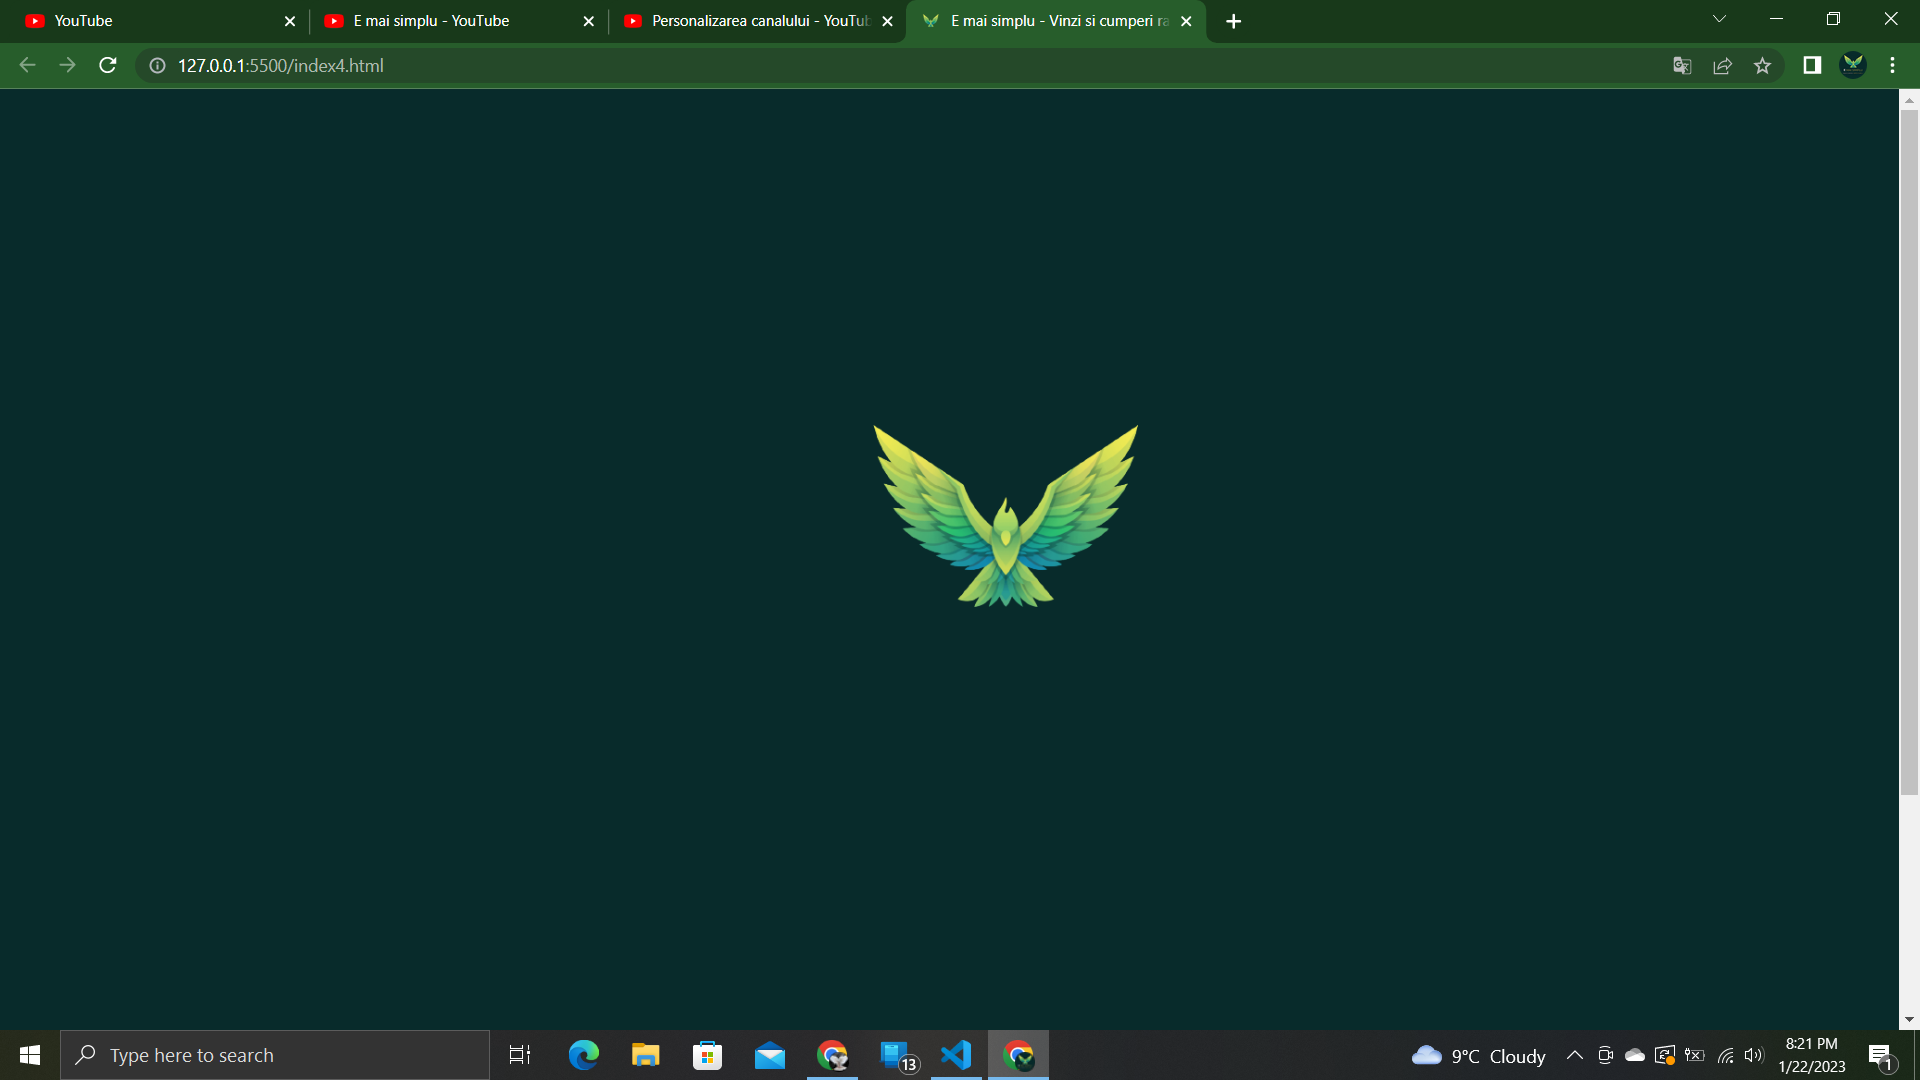 YouTube
E mai simplu - YouTube
Personalizarea canalului - YouTub
E mai simplu - Vinzi si cumperi ra
127.0.0.1:5500/index4.html
Type here to search
13
9°C Cloudy
8:21 PM
1/22/2023
1